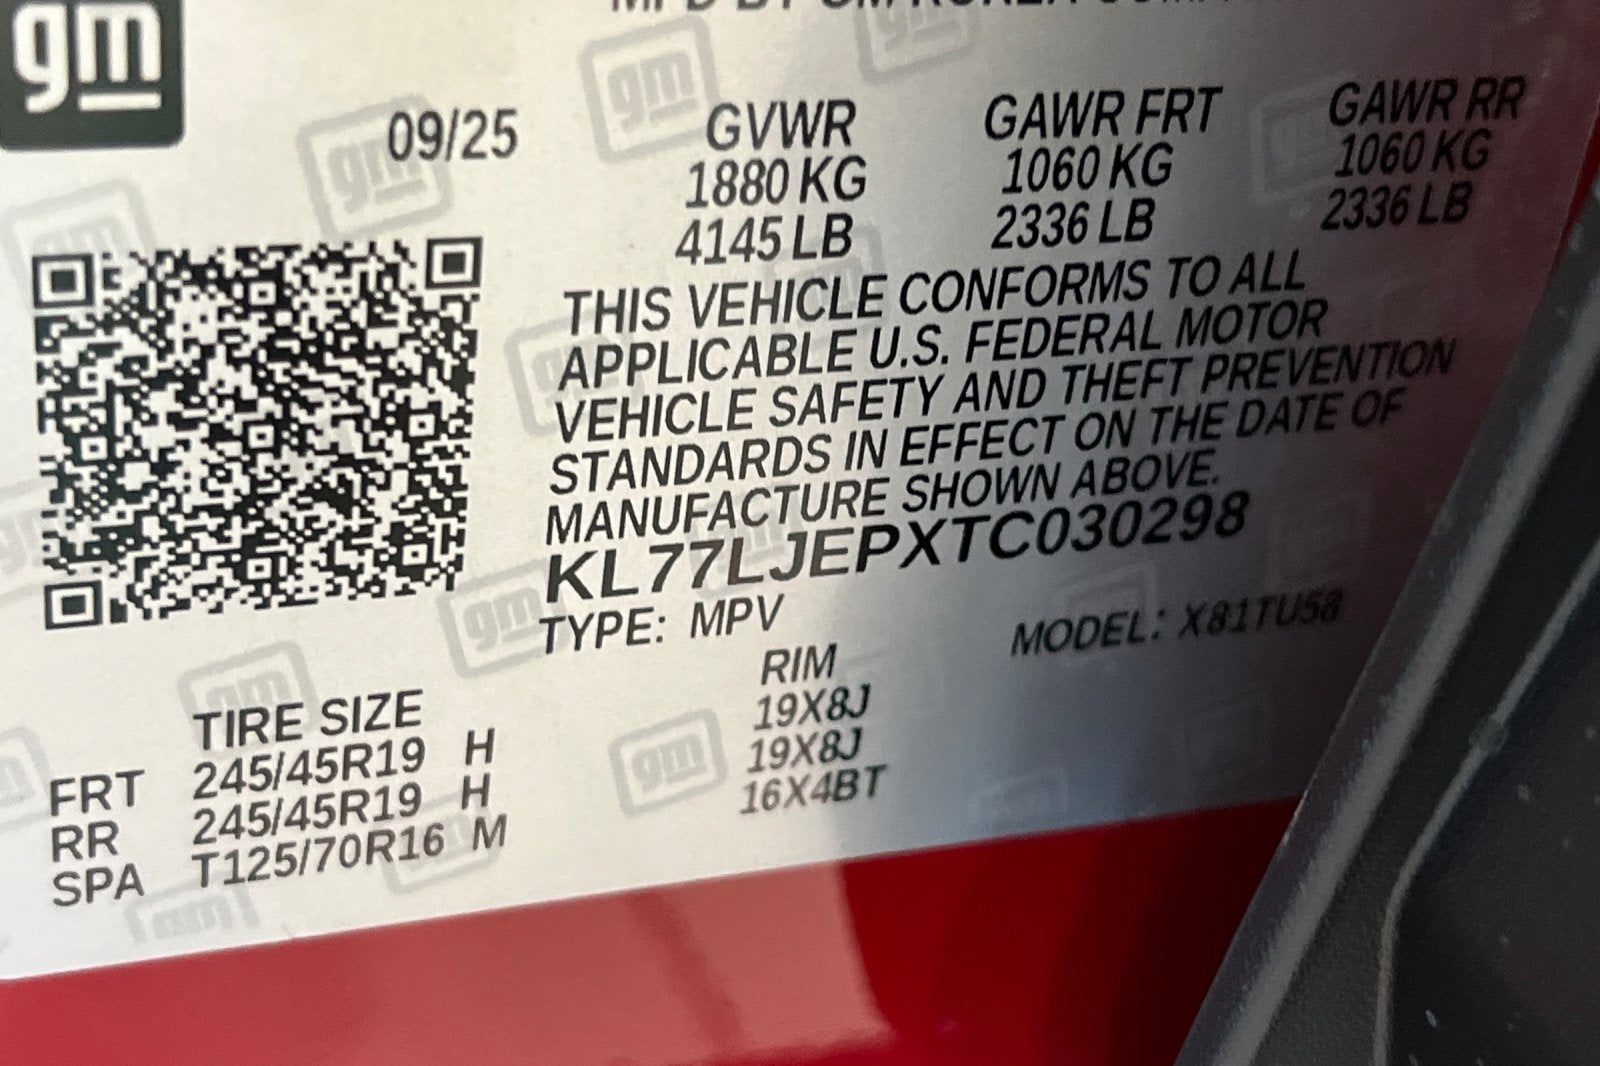 gm
09/25
GVWR GAWR FRT GAWR RR
1880 KG 1060 KG 1060 KG
4145 LB 2336 LB 2336 LB
THIS VEHICLE CONFORMS TO ALL
APPLICABLE U.S. FEDERAL MOTOR
VEHICLE SAFETY AND THEFT PREVENTION
STANDARDS IN EFFECT ON THE DATE OF
MANUFACTURE SHOWN ABOVE.
KL77LJEPXTC030298
TYPE: MPV MODEL: X81TU58
TIRE SIZE RIM
FRT 245/45R19 H 19X8J
RR 245/45R19 H 19X8J
SPA T125/70R16 M 16X4BT